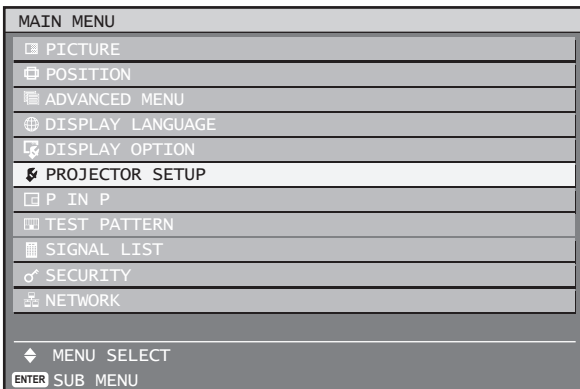 MAIN MENU
PICTURE
POSITION
ADVANCED MENU
DISPLAY LANGUAGE
DISPLAY OPTION
PROJECTOR SETUP
P IN P
TEST PATTERN
SIGNAL LIST
SECURITY
NETWORK
MENU SELECT
ENTER SUB MENU